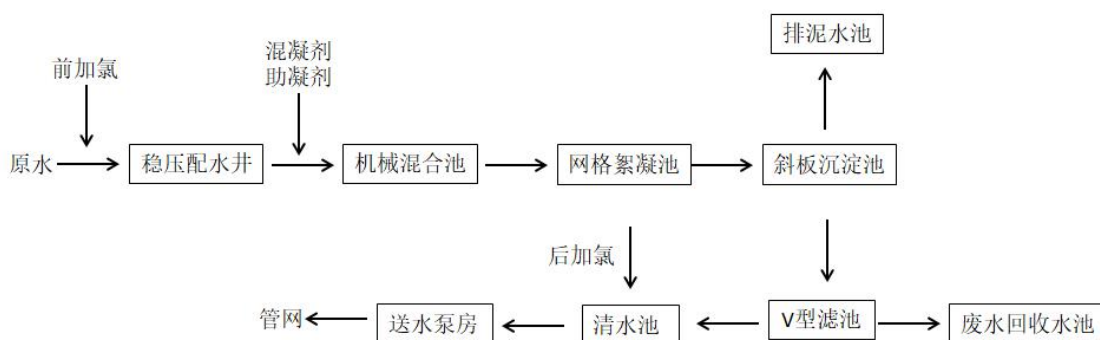 排泥水池
混凝剂
助凝剂
前加氯
原水
稳压配水井
机械混合池
网格絮凝池
斜板沉淀池
后加氯
管网
送水泵房
清水池
V型滤池
废水回收水池